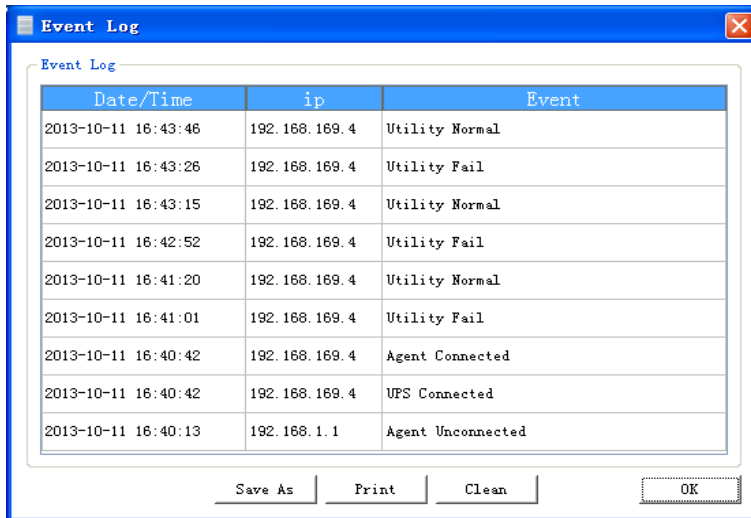 Event Log
Event Log
Date/Time ip Event
2013-10-11 16:43:46 192.168.169.4 Utility Normal
2013-10-11 16:43:26 192.168.169.4 Utility Fail
2013-10-11 16:43:15 192.168.169.4 Utility Normal
2013-10-11 16:42:52 192.168.169.4 Utility Fail
2013-10-11 16:41:20 192.168.169.4 Utility Normal
2013-10-11 16:41:01 192.168.169.4 Utility Fail
2013-10-11 16:40:42 192.168.169.4 Agent Connected
2013-10-11 16:40:42 192.168.169.4 UPS Connected
2013-10-11 16:40:13 192.168.1.1 Agent Unconnected
Save As Print Clean OK